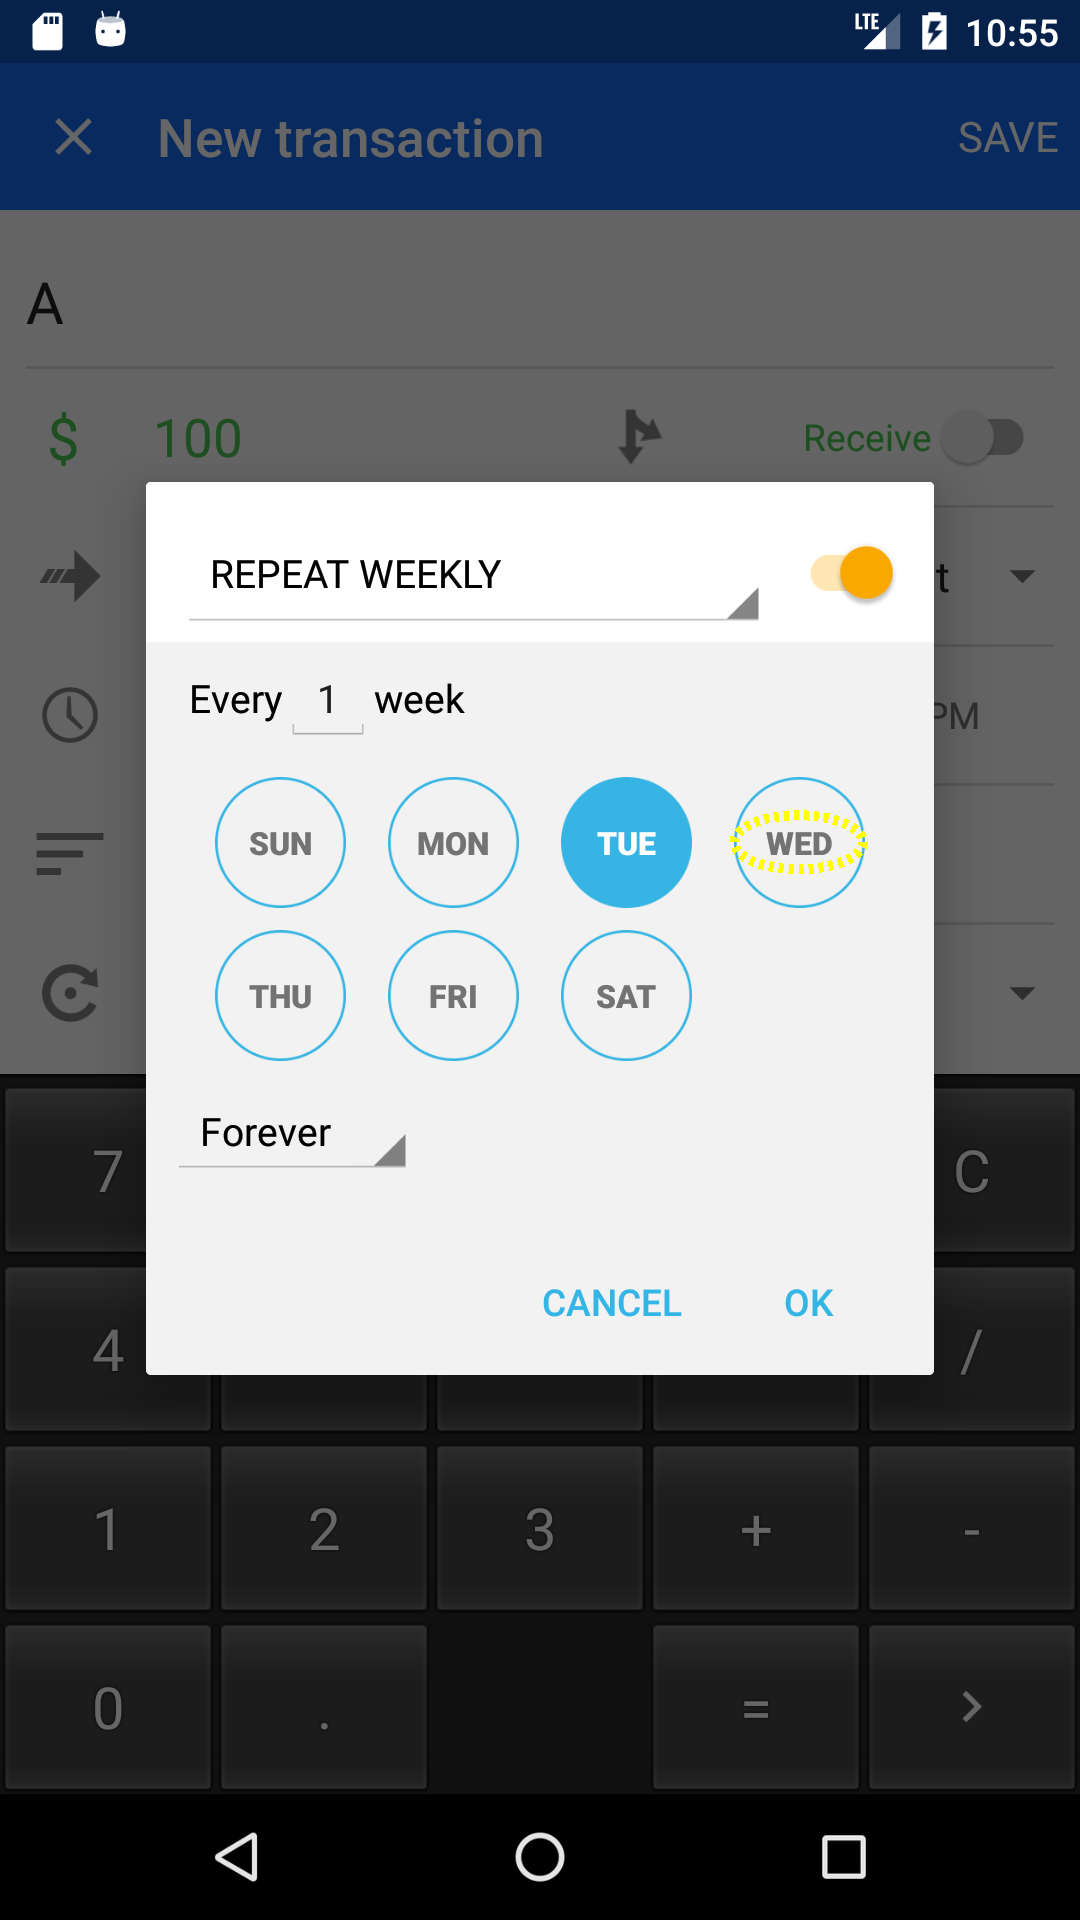 LTE 10:55
New transaction SAVE
A
$ 100 Receive
REPEAT WEEKLY
t
Every 1 week
PM
SUN MON TUE WED
THU FRI SAT
Forever
7 C
CANCEL OK
4 /
1 2 3 + -
0 . = >